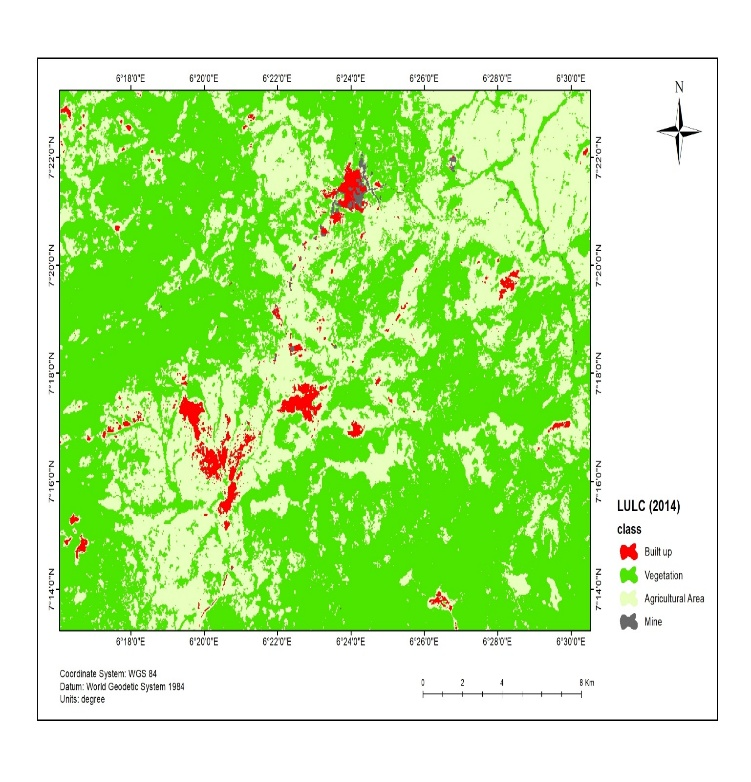 6°18'0"E 6°20'0"E 6°22'0"E 6°24'0"E 6°26'0"E 6°28'0"E 6°30'0"E
N
7°22'0"N 7°22'0"N
7°20'0"N 7°20'0"N
7°18'0"N 7°18'0"N
7°16'0"N 7°16'0"N
7°14'0"N 7°14'0"N
6°18'0"E 6°20'0"E 6°22'0"E 6°24'0"E 6°26'0"E 6°28'0"E 6°30'0"E
LULC (2014)
class
Built up
Vegetation
Agricultural Area
Mine
Coordinate System: WGS 84
Datum: World Geodetic System 1984
Units: degree
0 2 4 8 Km